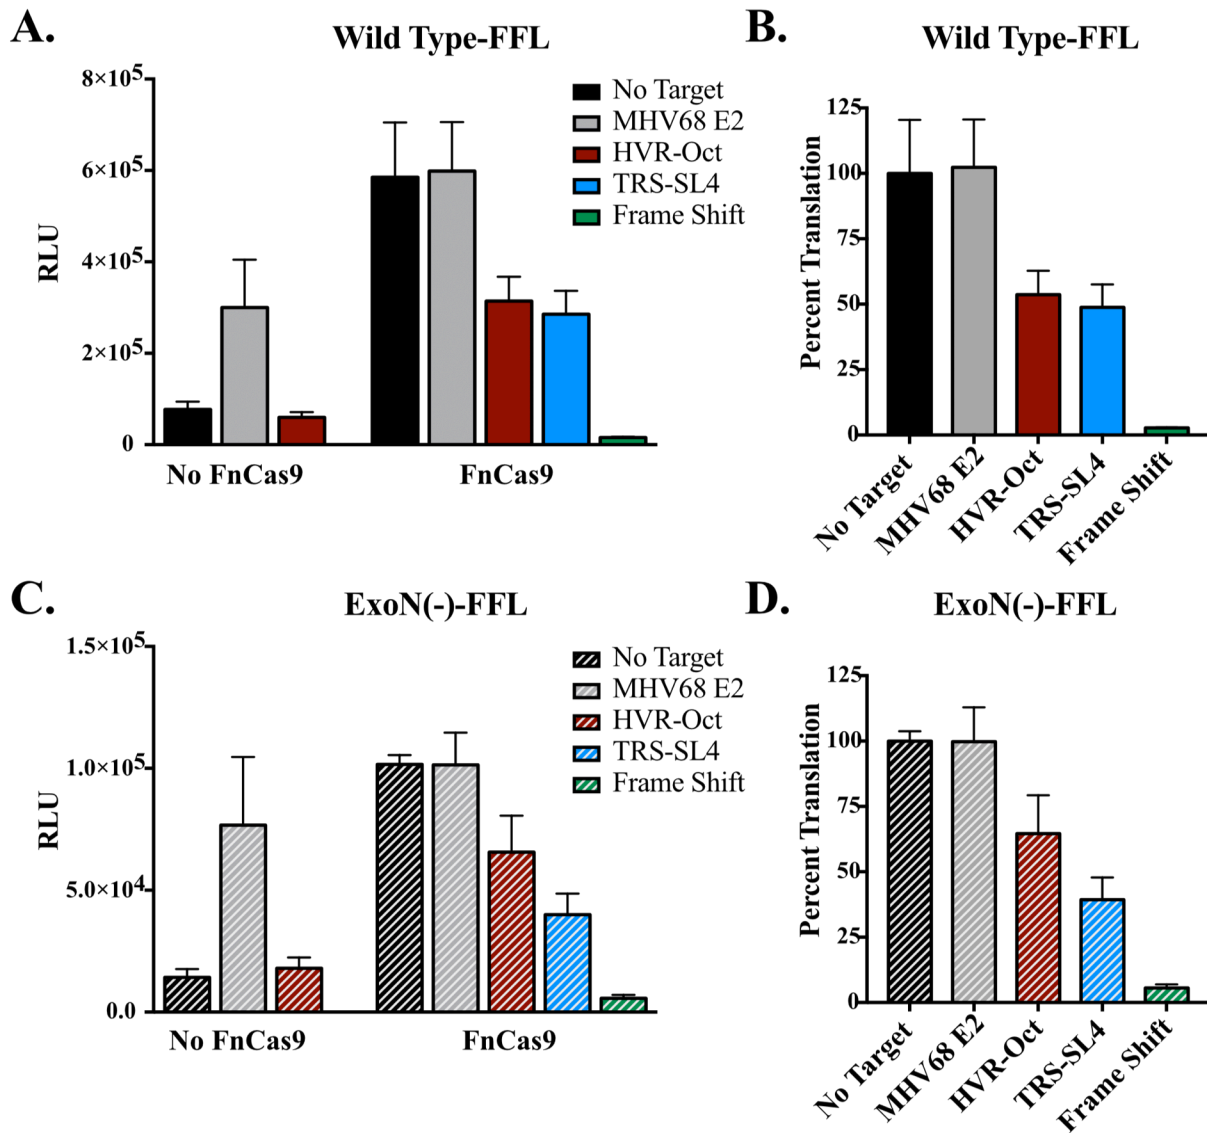 A.
Wild Type-FFL
8×10⁵
6×10⁵
4×10⁵
2×10⁵
0
RLU
No Target
MHV68 E2
HVR-Oct
TRS-SL4
Frame Shift
No FnCas9
FnCas9
B.
Wild Type-FFL
125
100
75
50
25
0
Percent Translation
No Target
MHV68 E2
HVR-Oct
TRS-SL4
Frame Shift
C.
ExoN(-)-FFL
1.5×10⁵
1.0×10⁵
5.0×10⁴
0.0
RLU
No Target
MHV68 E2
HVR-Oct
TRS-SL4
Frame Shift
No FnCas9
FnCas9
D.
ExoN(-)-FFL
125
100
75
50
25
0
Percent Translation
No Target
MHV68 E2
HVR-Oct
TRS-SL4
Frame Shift